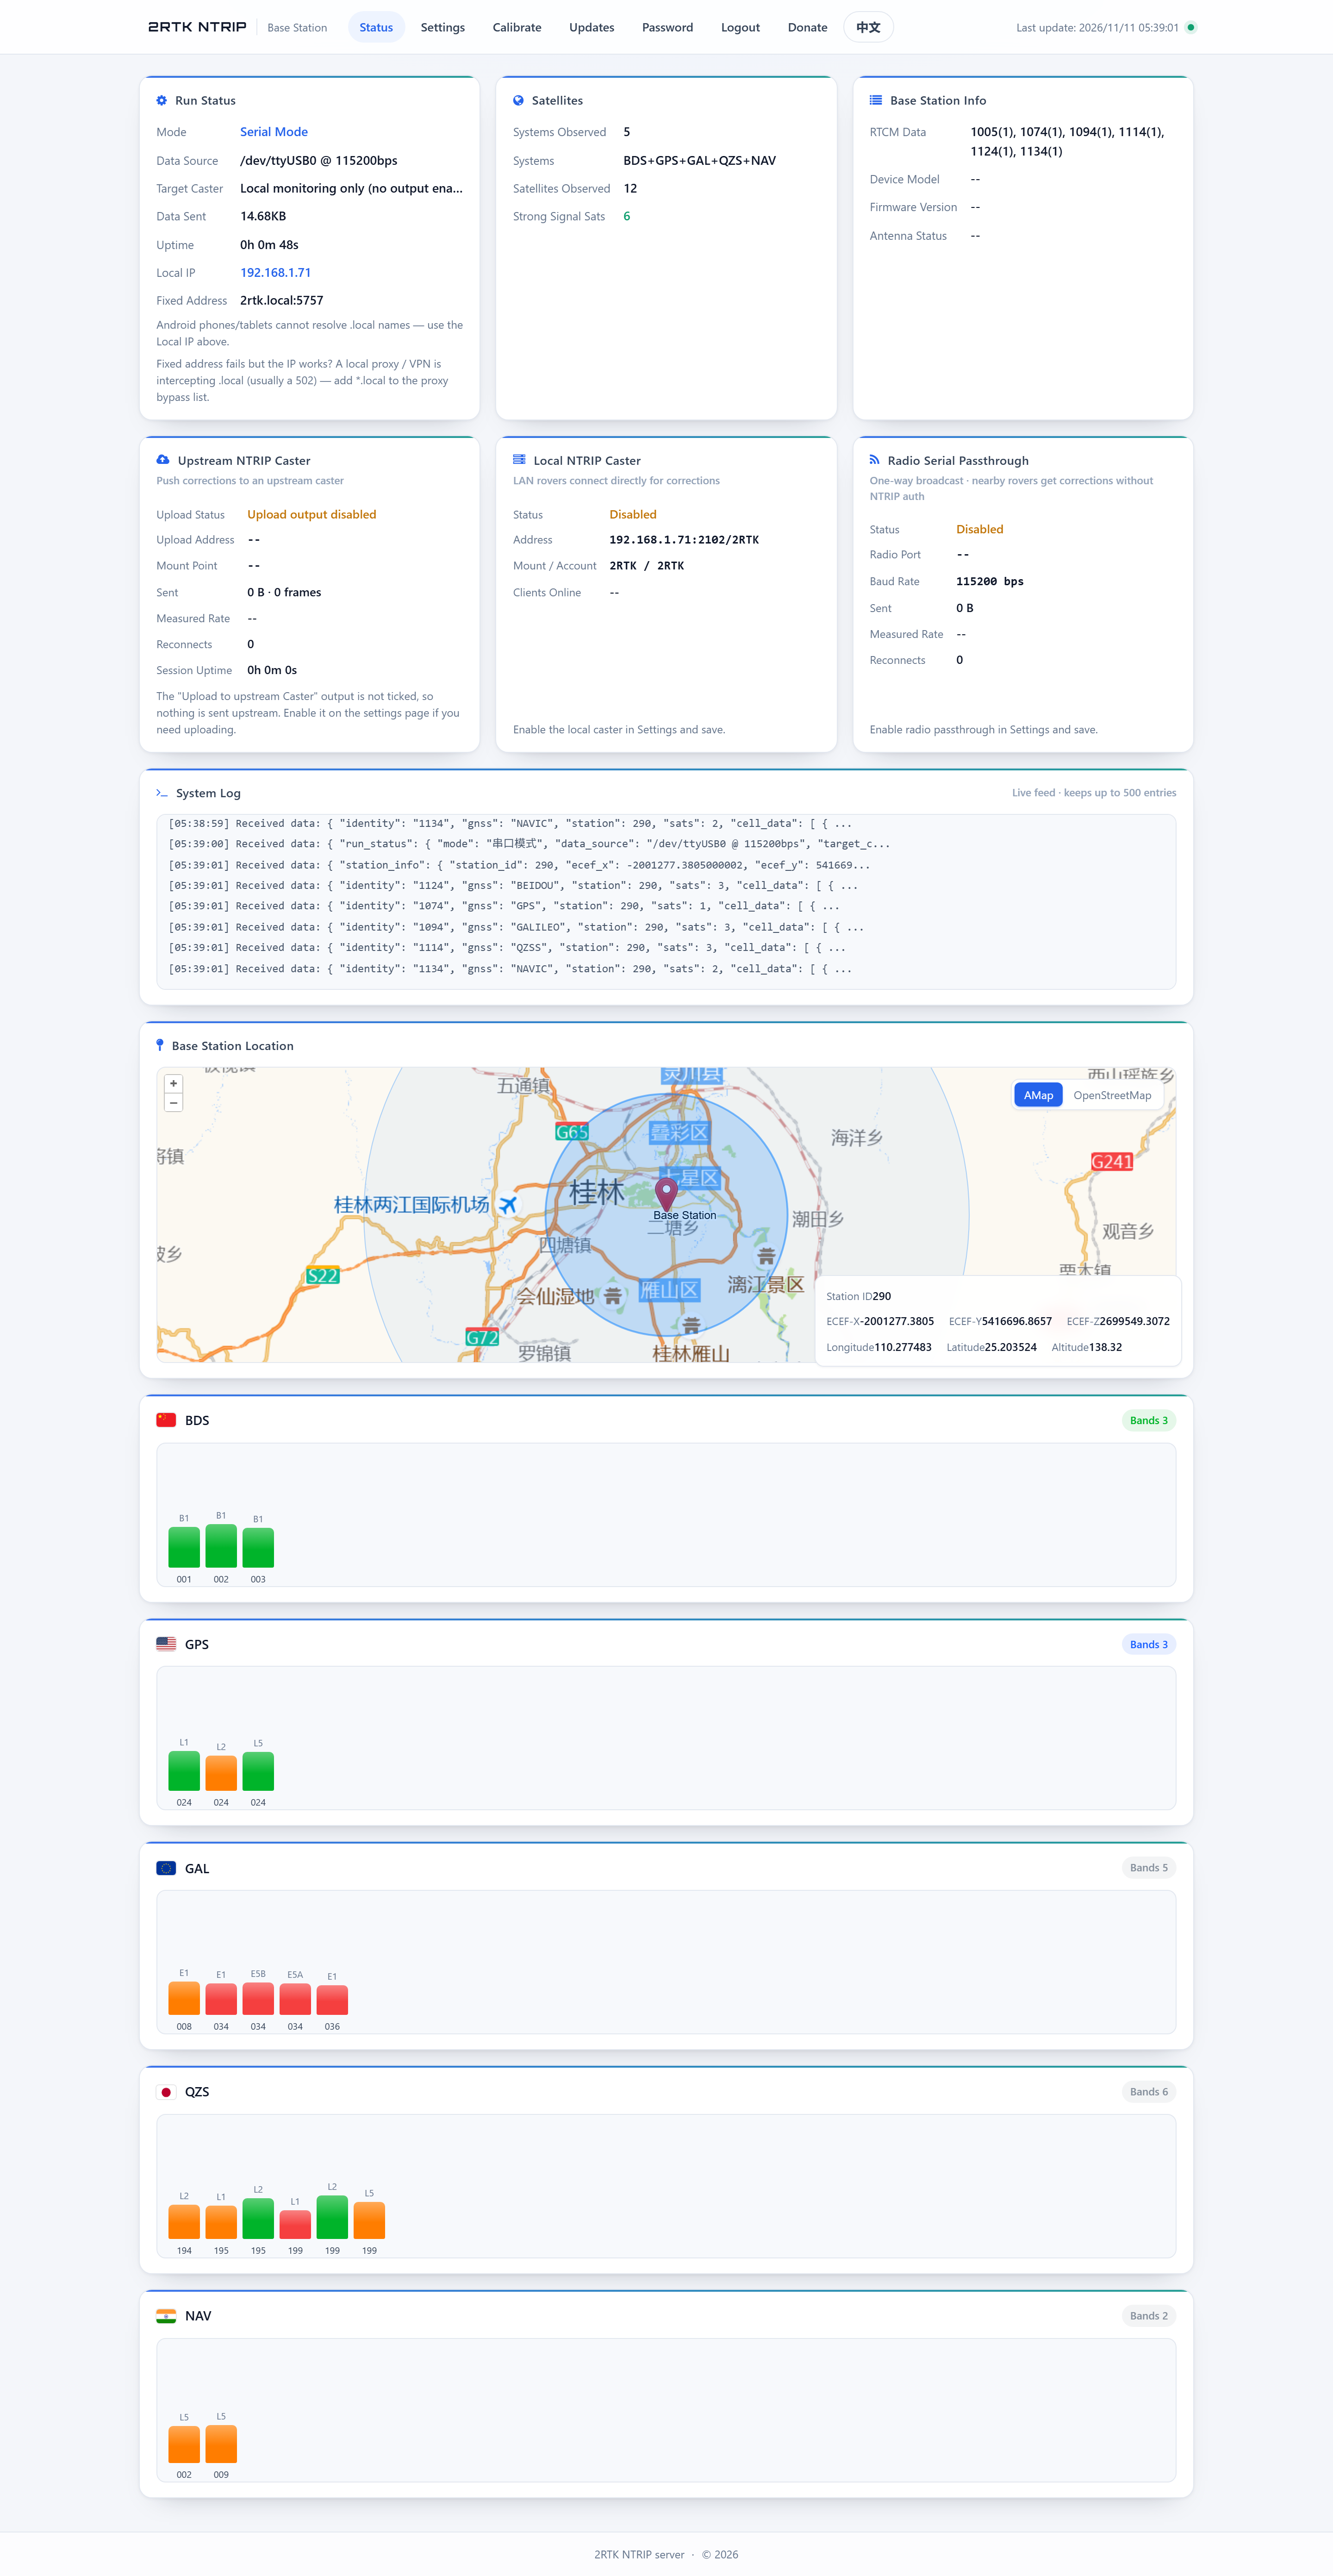 2RTK NTRIP
Base Station
Status
Settings
Calibrate
Updates
Password
Logout
Donate
中文
Last update: 2026/11/11 05:39:01
Run Status
Mode Serial Mode
Data Source /dev/ttyUSB0 @ 115200bps
Target Caster Local monitoring only (no output ena...
Data Sent 14.68KB
Uptime 0h 0m 48s
Local IP 192.168.1.71
Fixed Address 2rtk.local:5757
Android phones/tablets cannot resolve .local names — use the
Local IP above.
Fixed address fails but the IP works? A local proxy / VPN is
intercepting .local (usually a 502) — add *.local to the proxy
bypass list.
Satellites
Systems Observed 5
Systems BDS+GPS+GAL+QZS+NAV
Satellites Observed 12
Strong Signal Sats 6
Base Station Info
RTCM Data 1005(1), 1074(1), 1094(1), 1114(1),
1124(1), 1134(1)
Device Model --
Firmware Version --
Antenna Status --
Upstream NTRIP Caster
Push corrections to an upstream caster
Upload Status Upload output disabled
Upload Address --
Mount Point --
Sent 0 B · 0 frames
Measured Rate --
Reconnects 0
Session Uptime 0h 0m 0s
The "Upload to upstream Caster" output is not ticked, so
nothing is sent upstream. Enable it on the settings page if you
need uploading.
Local NTRIP Caster
LAN rovers connect directly for corrections
Status Disabled
Address 192.168.1.71:2102/2RTK
Mount / Account 2RTK / 2RTK
Clients Online --
Enable the local caster in Settings and save.
Radio Serial Passthrough
One-way broadcast · nearby rovers get corrections without
NTRIP auth
Status Disabled
Radio Port --
Baud Rate 115200 bps
Sent 0 B
Measured Rate --
Reconnects 0
Enable radio passthrough in Settings and save.
System Log
Live feed · keeps up to 500 entries
[05:38:59] Received data: { "identity": "1134", "gnss": "NAVIC", "station": 290, "sats": 2, "cell_data": [ { ...
[05:39:00] Received data: { "run_status": { "mode": "串口模式", "data_source": "/dev/ttyUSB0 @ 115200bps", "target_c...
[05:39:01] Received data: { "station_info": { "station_id": 290, "ecef_x": -2001277.3805000002, "ecef_y": 541669...
[05:39:01] Received data: { "identity": "1124", "gnss": "BEIDOU", "station": 290, "sats": 3, "cell_data": [ { ...
[05:39:01] Received data: { "identity": "1074", "gnss": "GPS", "station": 290, "sats": 1, "cell_data": [ { ...
[05:39:01] Received data: { "identity": "1094", "gnss": "GALILEO", "station": 290, "sats": 3, "cell_data": [ { ...
[05:39:01] Received data: { "identity": "1114", "gnss": "QZSS", "station": 290, "sats": 3, "cell_data": [ { ...
[05:39:01] Received data: { "identity": "1134", "gnss": "NAVIC", "station": 290, "sats": 2, "cell_data": [ { ...
Base Station Location
+
−
AMap
OpenStreetMap
五通镇
灵川县
西山瑶族乡
G65
叠彩区
海洋乡
G241
七星区
桂林
桂林两江国际机场
Base Station
二塘乡
潮田乡
观音乡
四塘镇
S22
栗木镇
会仙湿地
雁山区
漓江景区
G72
罗锦镇
桂林雁山
Station ID290
ECEF-X-2001277.3805 ECEF-Y5416696.8657 ECEF-Z2699549.3072
Longitude110.277483 Latitude25.203524 Altitude138.32
BDS
Bands 3
B1 B1 B1
001 002 003
GPS
Bands 3
L1 L2 L5
024 024 024
GAL
Bands 5
E1 E1 E5B E5A E1
008 034 034 034 036
QZS
Bands 6
L2 L1 L2 L1 L2 L5
194 195 195 199 199 199
NAV
Bands 2
L5 L5
002 009
2RTK NTRIP server · © 2026